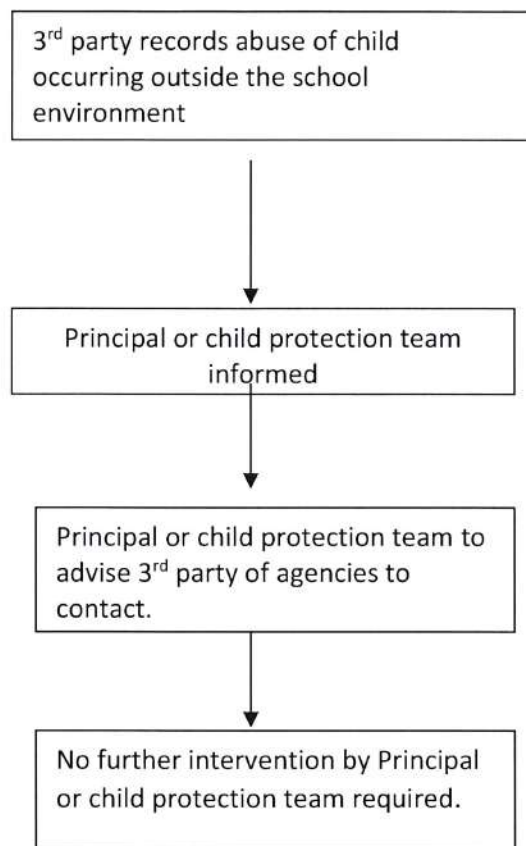 3rd party records abuse of child
occurring outside the school
environment
Principal or child protection team
informed
Principal or child protection team to
advise 3rd party of agencies to
contact.
No further intervention by Principal
or child protection team required.